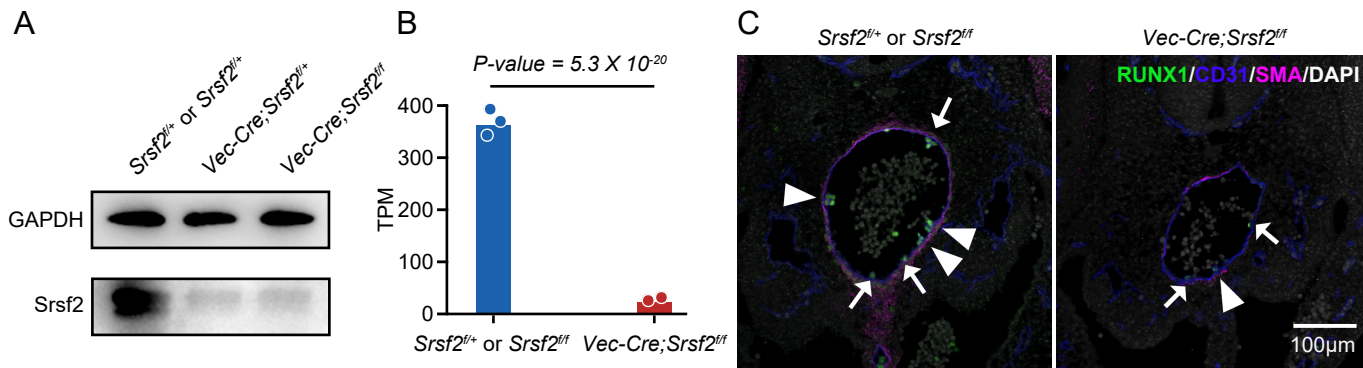 A
Srsf2f/+ or Srsf2f/+
Vec-Cre;Srsf2f/+
Vec-Cre;Srsf2f/f
GAPDH
Srsf2
B
P-value = 5.3 X 10-20
400
300
200
100
0
TPM
Srsf2f/+ or Srsf2f/f
Vec-Cre;Srsf2f/f
C
Srsf2f/+ or Srsf2f/f
Vec-Cre;Srsf2f/f
RUNX1/CD31/SMA/DAPI
100µm